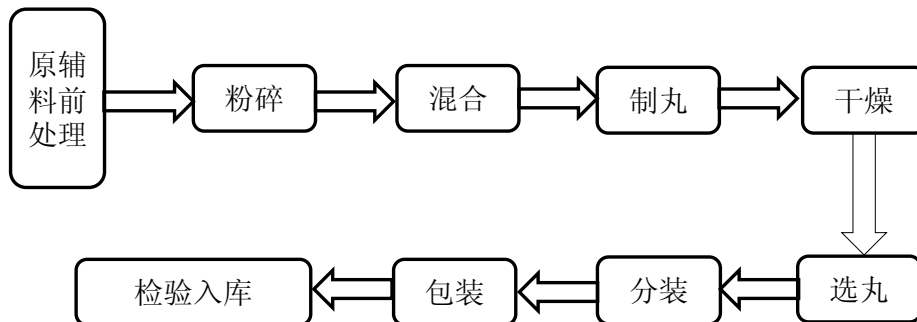 原辅
料前
处理
粉碎
混合
制丸
干燥
选丸
分装
包装
检验入库